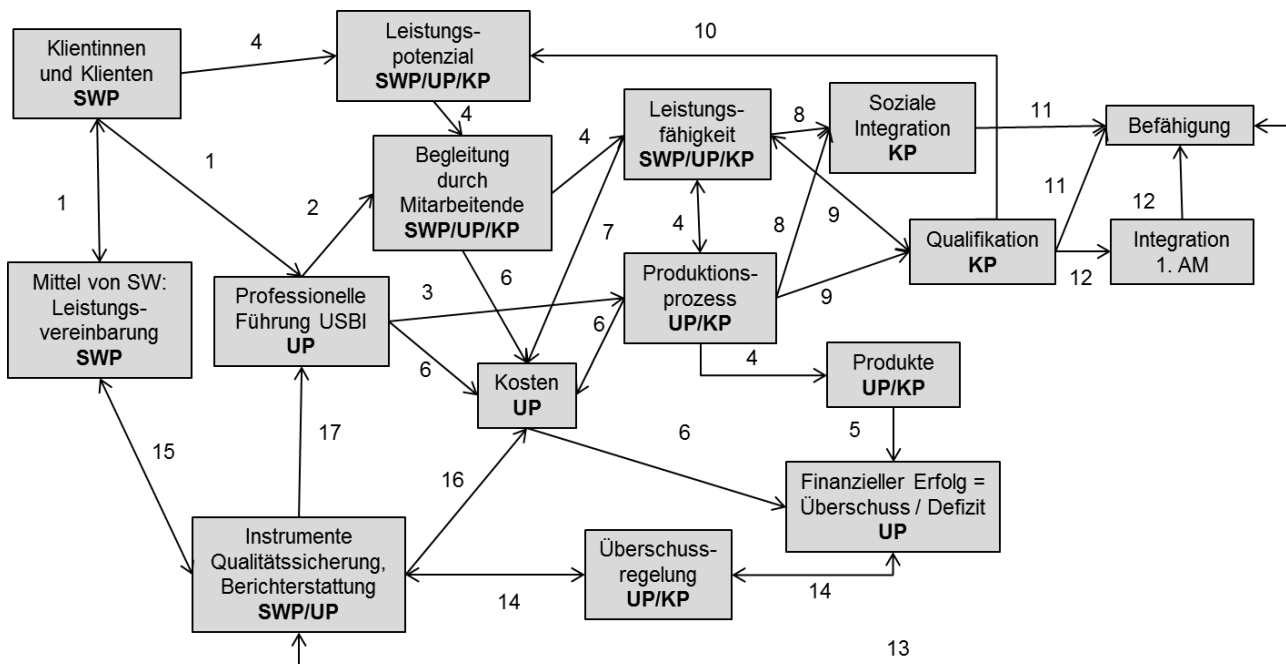 Klientinnen
und Klienten
SWP
4
Leistungs-
potenzial
SWP/UP/KP
10
4
Leistungs-
fähigkeit
SWP/UP/KP
8
Soziale
Integration
KP
11
Befähigung
1
1
2
Begleitung
durch
Mitarbeitende
SWP/UP/KP
4
7
4
8
9
11
12
Mittel von SW:
Leistungs-
vereinbarung
SWP
Professionelle
Führung USBI
UP
3
6
6
6
Produktions-
prozess
UP/KP
9
Qualifikation
KP
12
Integration
1. AM
Kosten
UP
4
Produkte
UP/KP
5
15
17
16
6
Finanzieller Erfolg =
Überschuss / Defizit
UP
Instrumente
Qualitätssicherung,
Berichterstattung
SWP/UP
14
Überschuss-
regelung
UP/KP
14
13